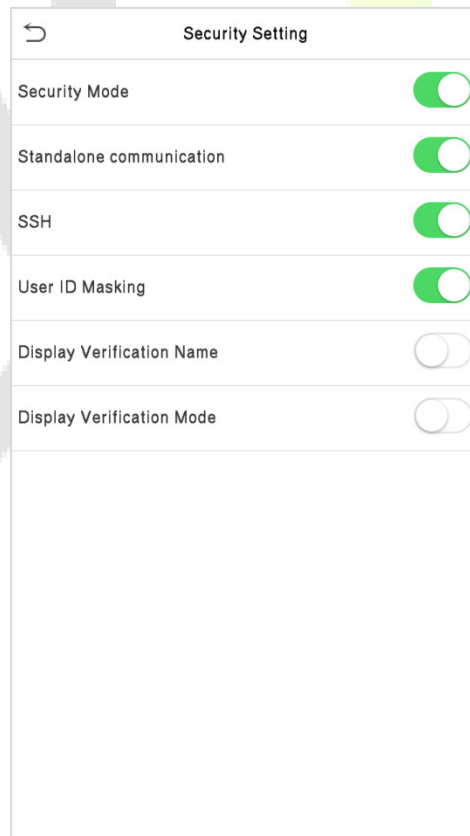 Security Setting
Security Mode
Standalone communication
SSH
User ID Masking
Display Verification Name
Display Verification Mode